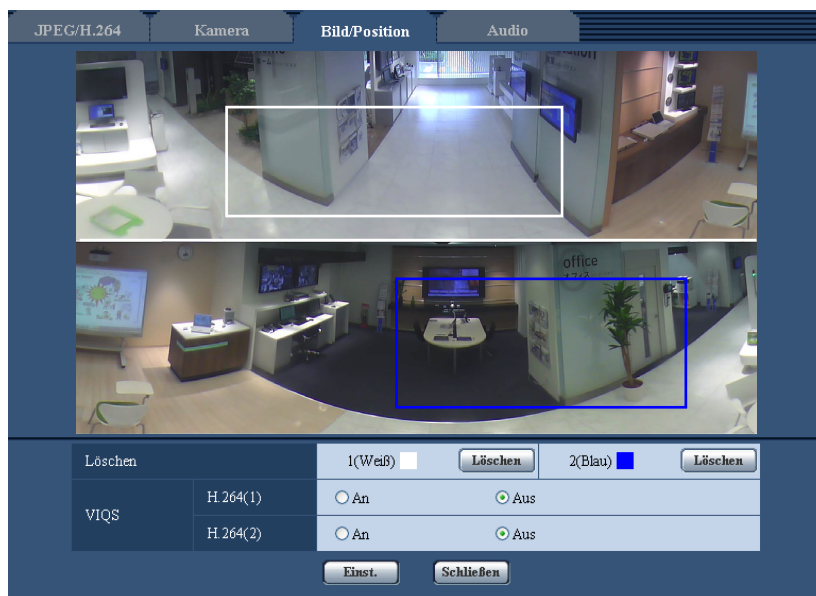 JPEG/H.264 Kamera Bild/Position Audio
office
office
Löschen 1(Weiß) Löschen 2(Blau) Löschen
VIQS H.264(1) An Aus
H.264(2) An Aus
Einst. Schließen